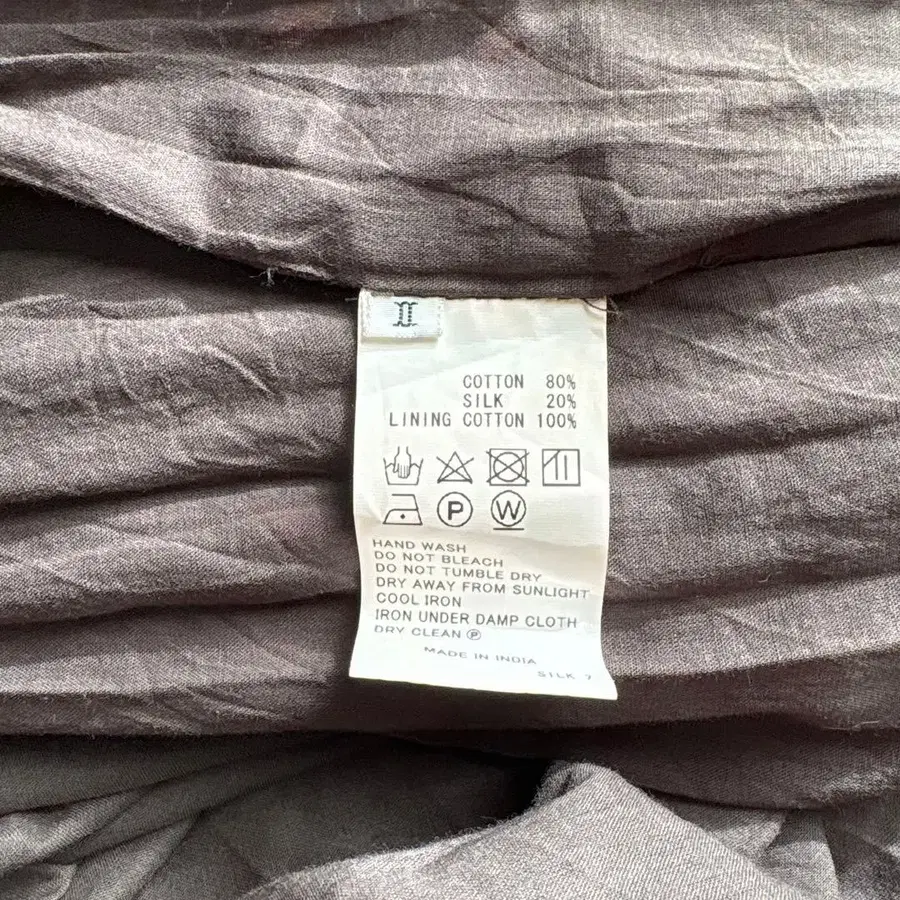 II
COTTON 80%
SILK 20%
LINING COTTON 100%
P W
HAND WASH
DO NOT BLEACH
DO NOT TUMBLE DRY
DRY AWAY FROM SUNLIGHT
COOL IRON
IRON UNDER DAMP CLOTH
DRY CLEAN Ⓟ
MADE IN INDIA
SILK 7